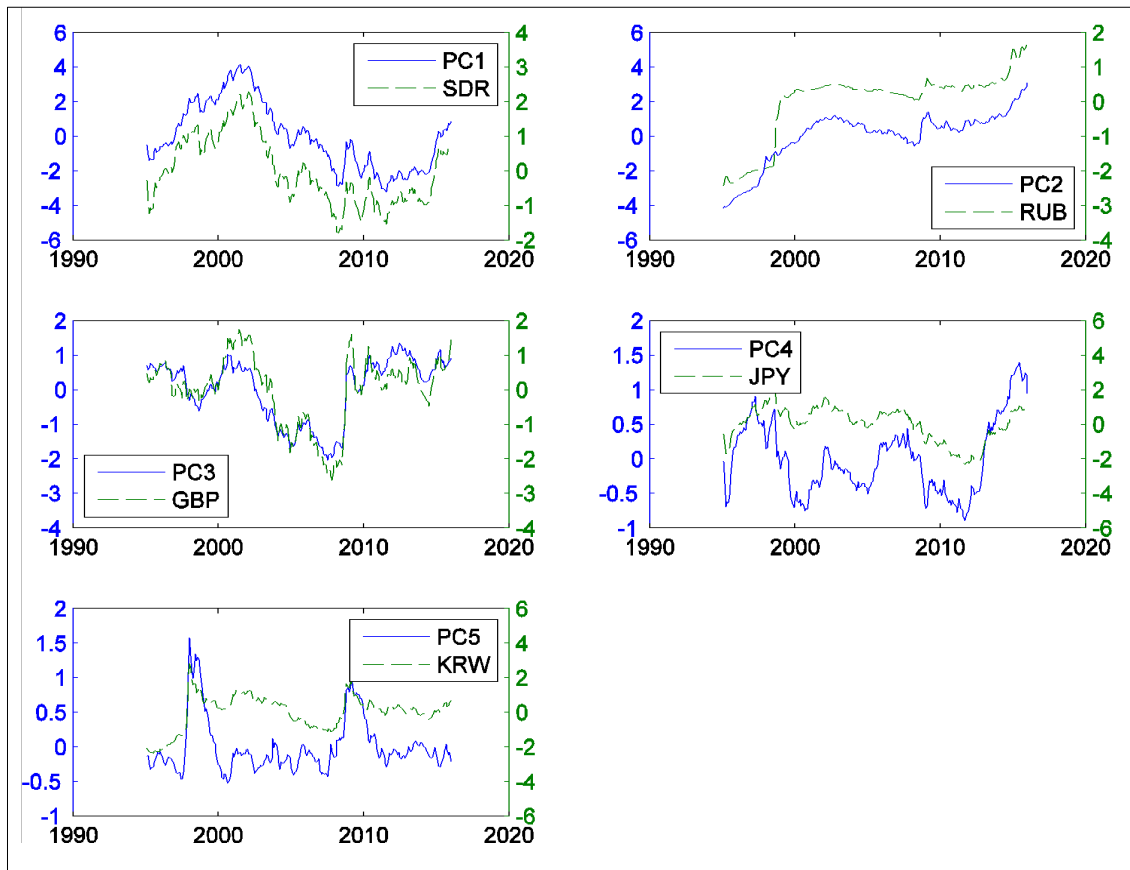 6 4
4 3
2 2
0 1
-2 0
-4 -1
-6 -2
1990 2000 2010 2020
PC1
SDR
6 2
4 1
2 0
0 -1
-2 -2
-4 -3
-6 -4
1990 2000 2010 2020
PC2
RUB
2 2
1 1
0 0
-1 -1
-2 -2
-3 -3
-4 -4
1990 2000 2010 2020
PC3
GBP
2 6
1.5 4
1 2
0.5 0
0 -2
-0.5 -4
-1 -6
1990 2000 2010 2020
PC4
JPY
2 6
1.5 4
1 2
0.5 0
0 -2
-0.5 -4
-1 -6
1990 2000 2010 2020
PC5
KRW